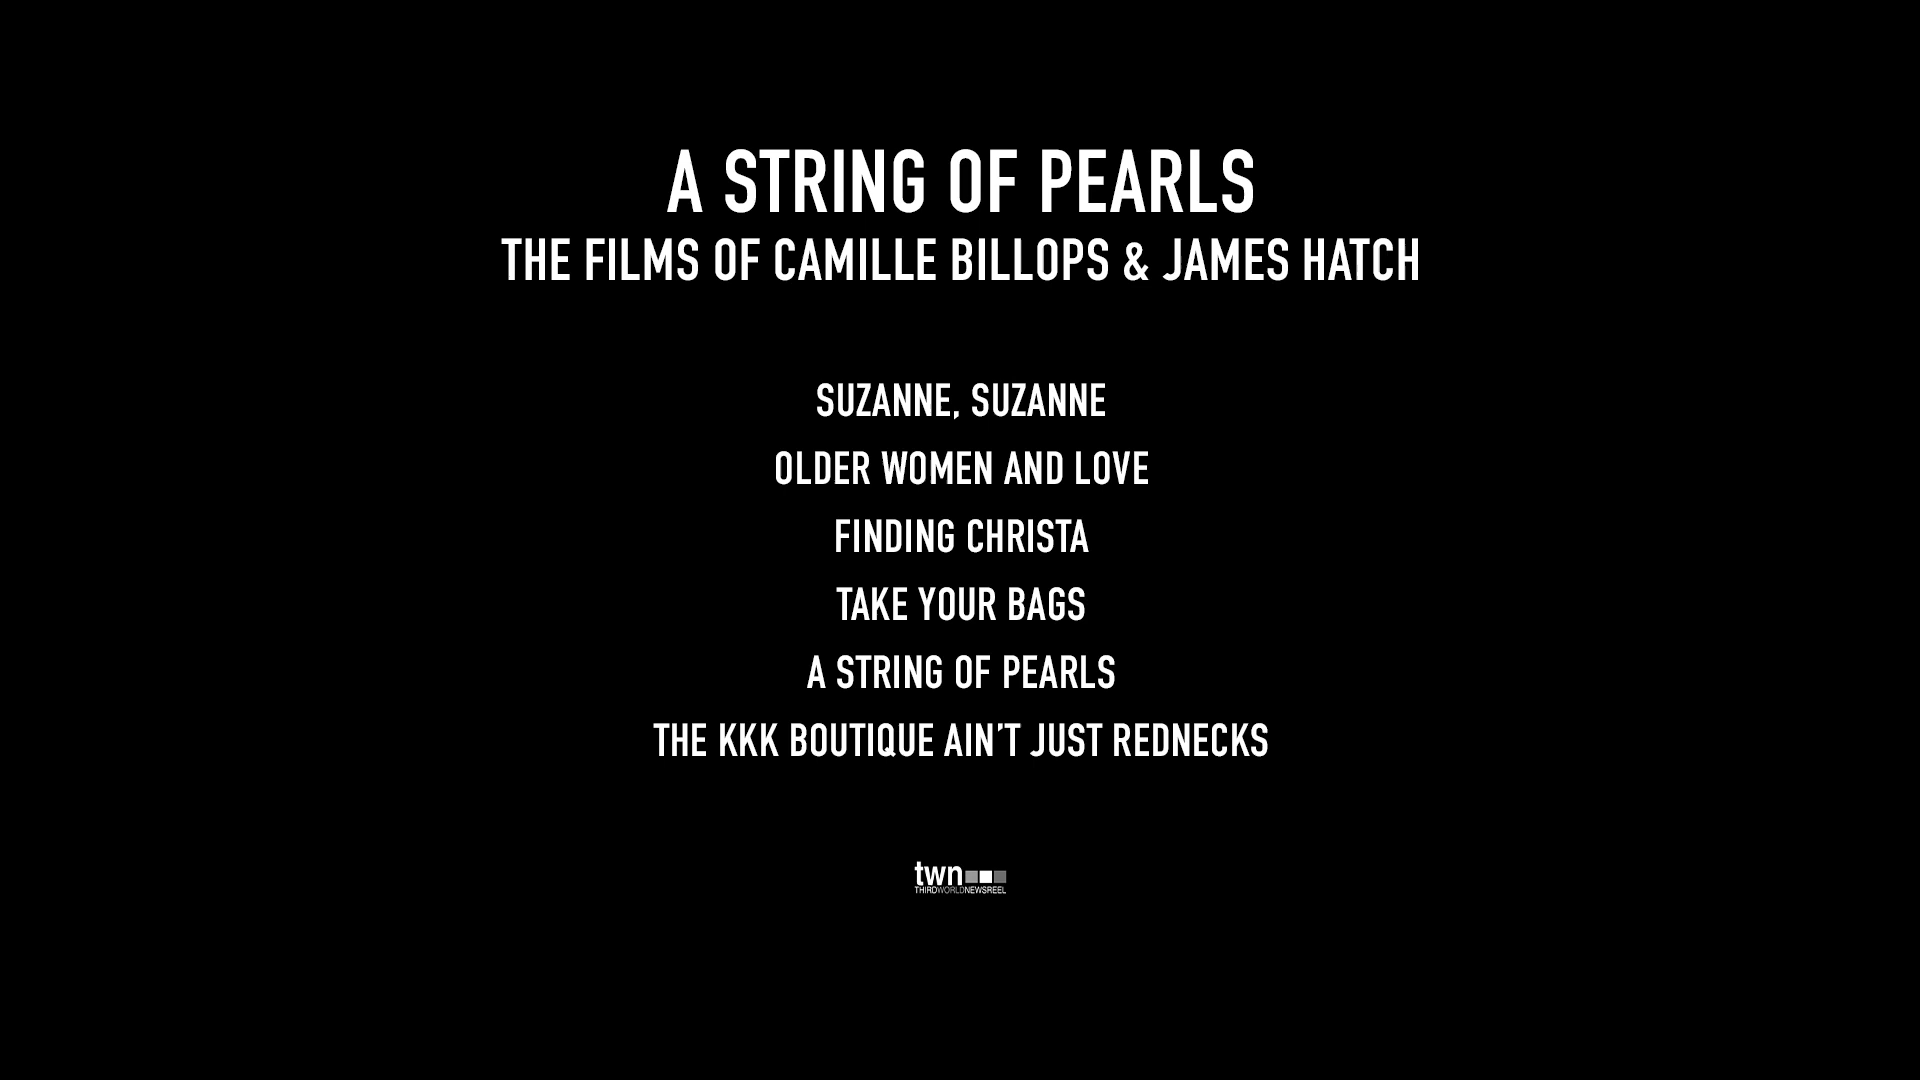 A STRING OF PEARLS
THE FILMS OF CAMILLE BILLOPS & JAMES HATCH
SUZANNE, SUZANNE
OLDER WOMEN AND LOVE
FINDING CHRISTA
TAKE YOUR BAGS
A STRING OF PEARLS
THE KKK BOUTIQUE AIN’T JUST REDNECKS
twn
THIRDWORLDNEWSREEL